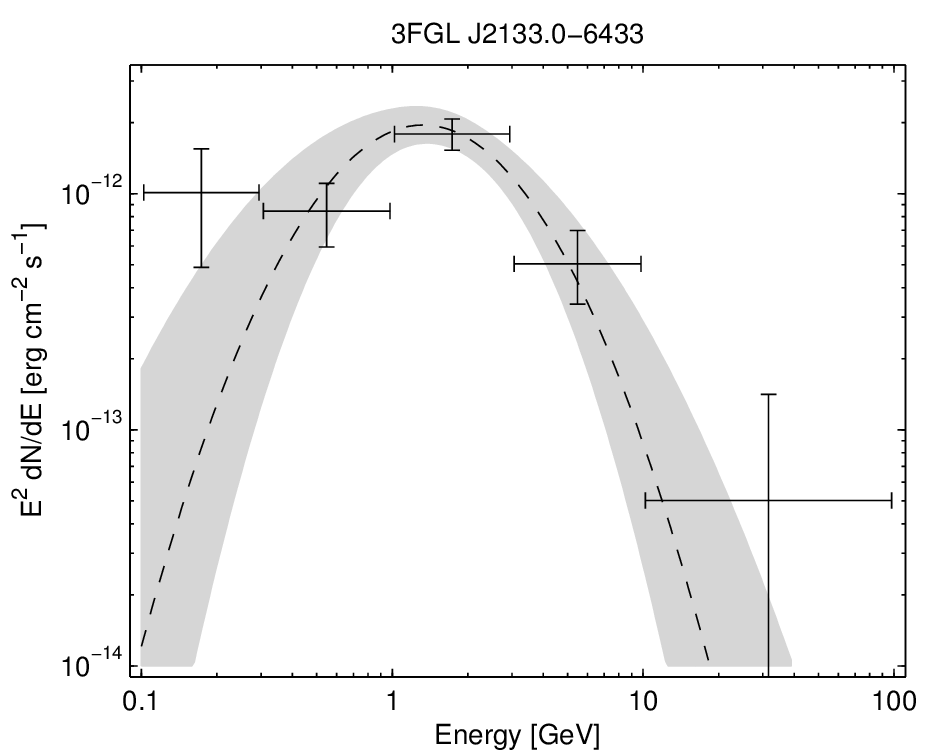 3FGL J2133.0−6433
E² dN/dE [erg cm⁻² s⁻¹]
10⁻¹²
10⁻¹³
10⁻¹⁴
0.1 1 10 100
Energy [GeV]